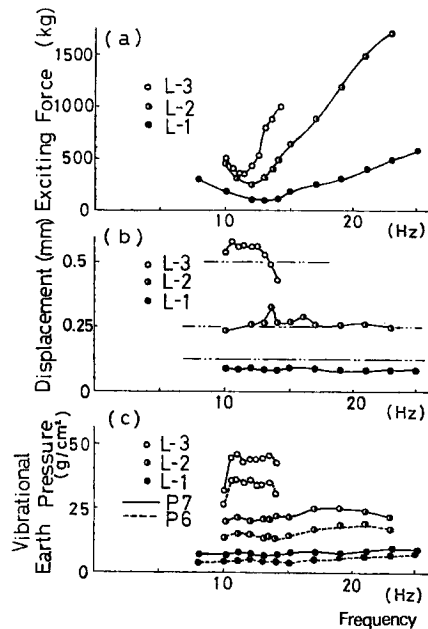 (a)
Exciting Force (kg)
1500
1000
500
0
L-3
L-2
L-1
10
20
(Hz)
(b)
Displacement (mm)
0.5
0.25
0
L-3
L-2
L-1
10
20
(Hz)
(c)
Vibrational
Earth Pressure
(g/cm²)
50
25
0
L-3
L-2
L-1
P7
P6
10
20
(Hz)
Frequency